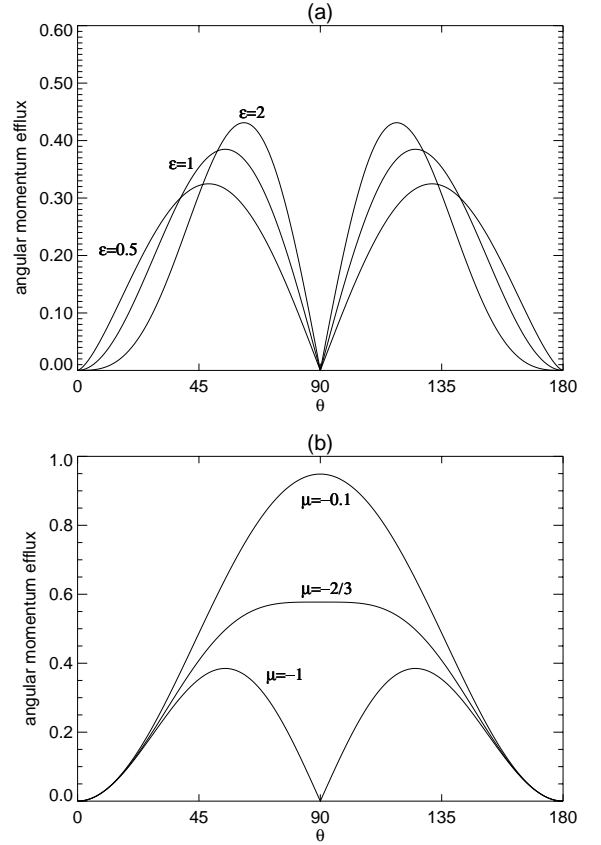 (a)
0.60
0.50
0.40
0.30
0.20
0.10
0.00
angular momentum efflux
ε=2
ε=1
ε=0.5
0 45 90 135 180
θ
(b)
1.0
0.8
0.6
0.4
0.2
0.0
angular momentum efflux
μ=−0.1
μ=−2/3
μ=−1
0 45 90 135 180
θ